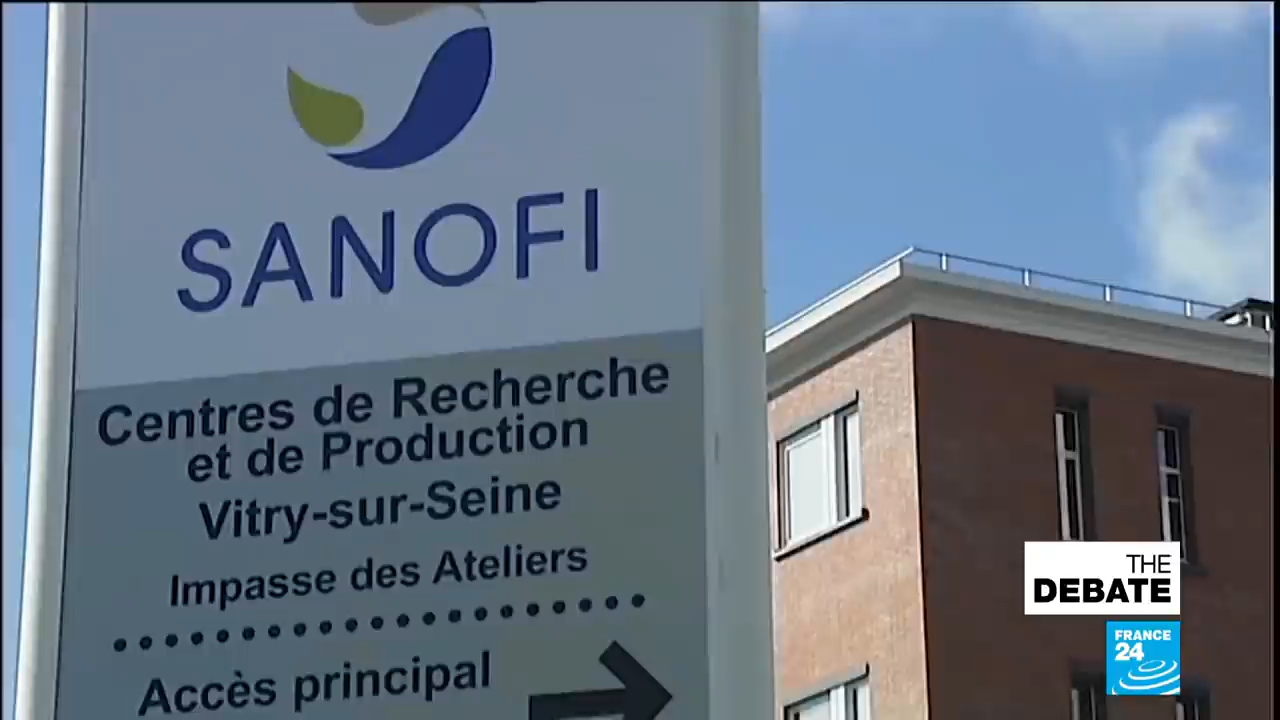 SANOFI
Centres de Recherche
et de Production
Vitry-sur-Seine
Impasse des Ateliers
Accès principal
THE
DEBATE
FRANCE
24